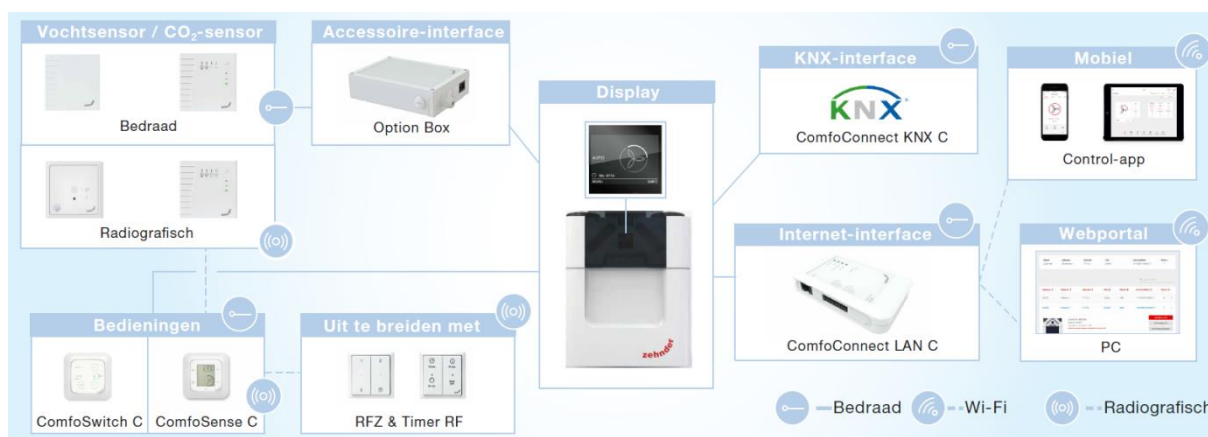 Vochtsensor / CO₂-sensor
Bedraad
Radiografisch
Accessoire-interface
Option Box
Display
zehnder
KNX-interface
KNX
ComfoConnect KNX C
Mobiel
Control-app
Internet-interface
ComfoConnect LAN C
Webportal
PC
Bedieningen
ComfoSwitch C
ComfoSense C
Uit te breiden met
RFZ & Timer RF
Bedraad
Wi-Fi
Radiografisch